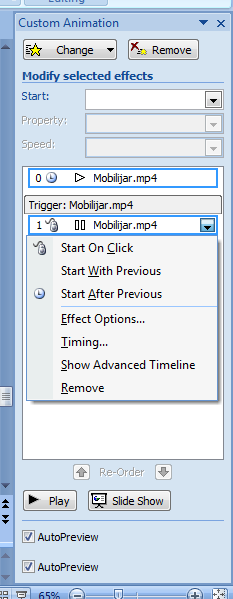 Editing
Custom Animation
Change
Remove
Modify selected effects
Start:
Property:
Speed:
0 Mobilijar.mp4
Trigger: Mobilijar.mp4
1 Mobilijar.mp4
Start On Click
Start With Previous
Start After Previous
Effect Options...
Timing...
Show Advanced Timeline
Remove
Re-Order
Play
Slide Show
AutoPreview
AutoPreview
65%